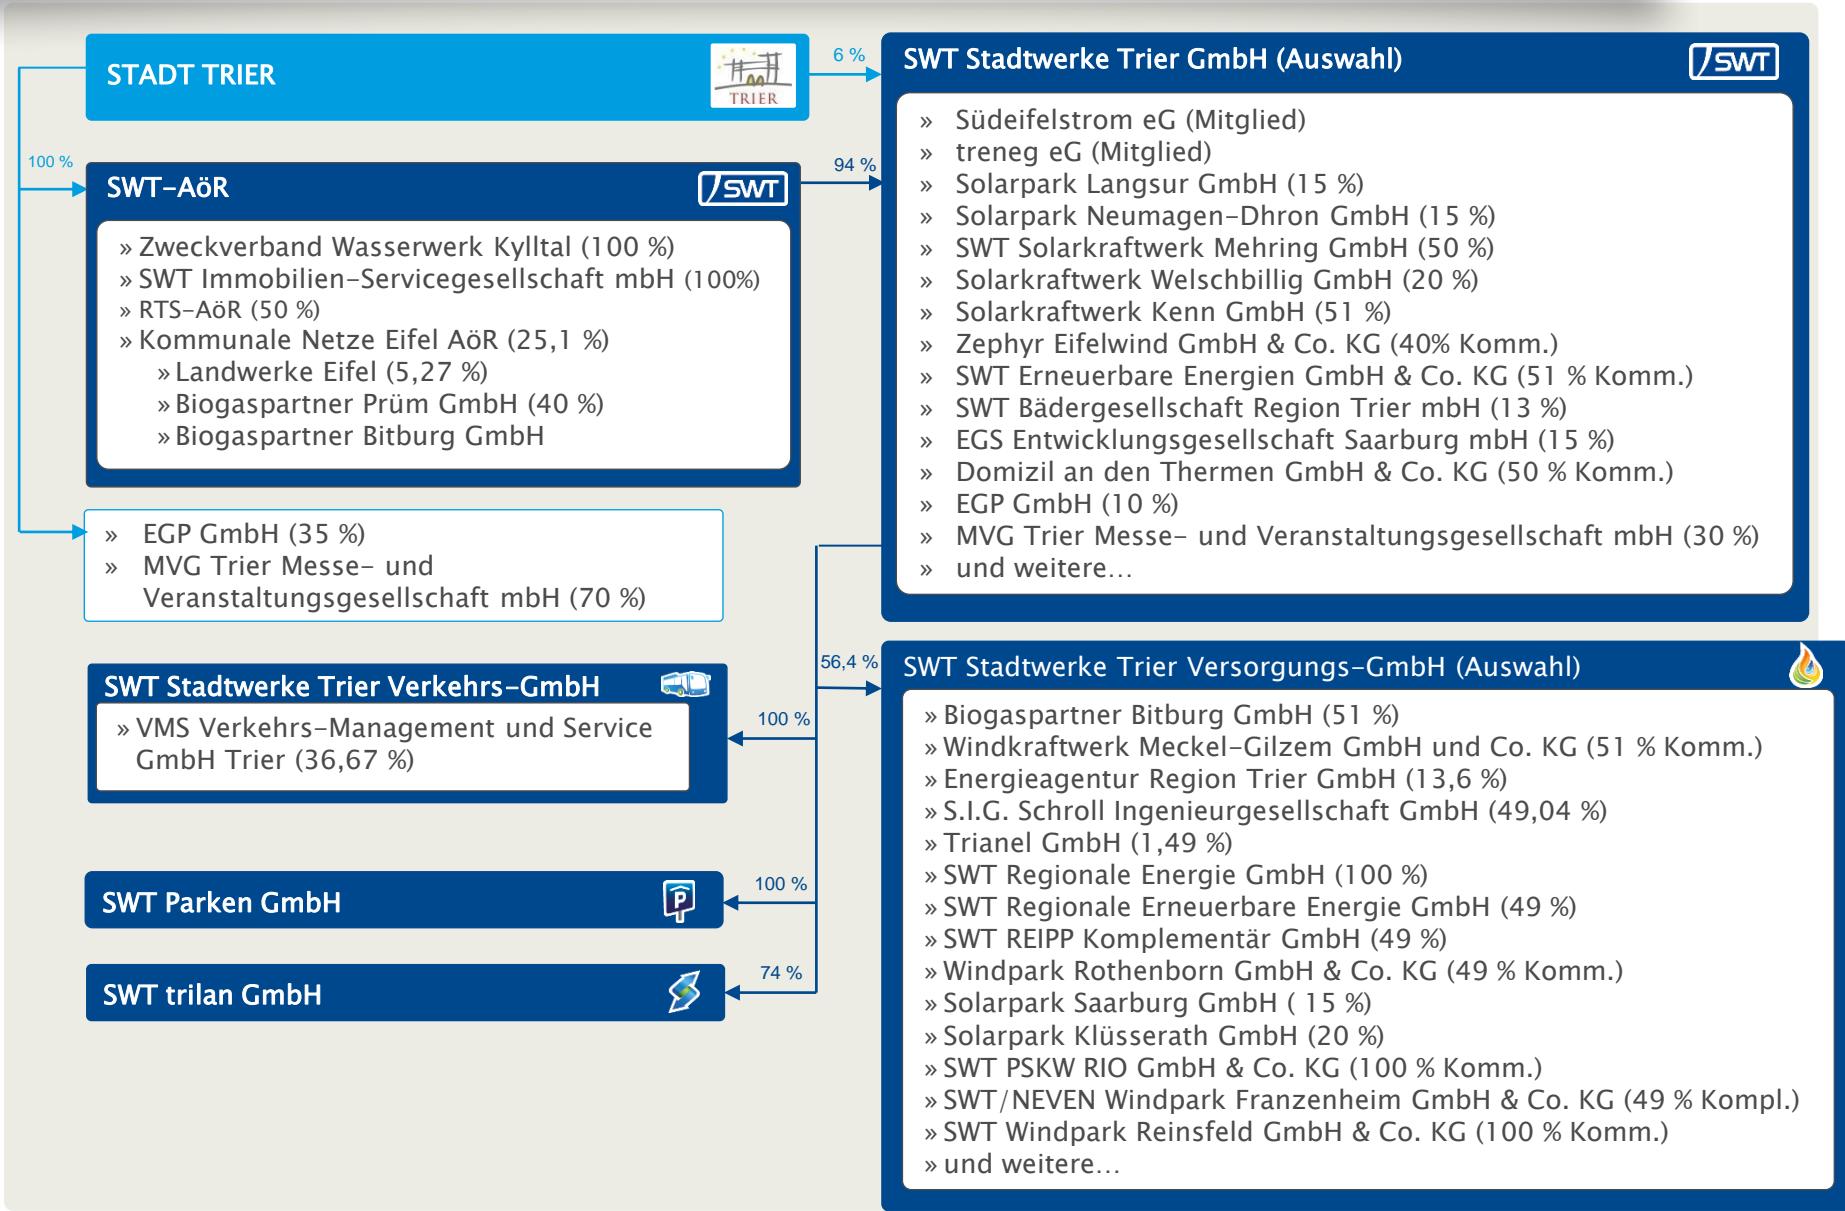 STADT TRIER
TRIER
6 %
100 %
SWT-AöR
SWT
94 %
» Zweckverband Wasserwerk Kylltal (100 %)
» SWT Immobilien-Servicegesellschaft mbH (100%)
» RTS-AöR (50 %)
» Kommunale Netze Eifel AöR (25,1 %)
» Landwerke Eifel (5,27 %)
» Biogaspartner Prüm GmbH (40 %)
» Biogaspartner Bitburg GmbH
» EGP GmbH (35 %)
» MVG Trier Messe- und
Veranstaltungsgesellschaft mbH (70 %)
SWT Stadtwerke Trier GmbH (Auswahl)
SWT
» Südeifelstrom eG (Mitglied)
» treneg eG (Mitglied)
» Solarpark Langsur GmbH (15 %)
» Solarpark Neumagen-Dhron GmbH (15 %)
» SWT Solarkraftwerk Mehring GmbH (50 %)
» Solarkraftwerk Welschbillig GmbH (20 %)
» Solarkraftwerk Kenn GmbH (51 %)
» Zephyr Eifelwind GmbH & Co. KG (40% Komm.)
» SWT Erneuerbare Energien GmbH & Co. KG (51 % Komm.)
» SWT Bädergesellschaft Region Trier mbH (13 %)
» EGS Entwicklungsgesellschaft Saarburg mbH (15 %)
» Domizil an den Thermen GmbH & Co. KG (50 % Komm.)
» EGP GmbH (10 %)
» MVG Trier Messe- und Veranstaltungsgesellschaft mbH (30 %)
» und weitere...
SWT Stadtwerke Trier Verkehrs-GmbH
» VMS Verkehrs-Management und Service
GmbH Trier (36,67 %)
100 %
SWT Parken GmbH
P
100 %
SWT trilan GmbH
74 %
56,4 %
SWT Stadtwerke Trier Versorgungs-GmbH (Auswahl)
» Biogaspartner Bitburg GmbH (51 %)
» Windkraftwerk Meckel-Gilzem GmbH und Co. KG (51 % Komm.)
» Energieagentur Region Trier GmbH (13,6 %)
» S.I.G. Schroll Ingenieurgesellschaft GmbH (49,04 %)
» Trianel GmbH (1,49 %)
» SWT Regionale Energie GmbH (100 %)
» SWT Regionale Erneuerbare Energie GmbH (49 %)
» SWT REIPP Komplementär GmbH (49 %)
» Windpark Rothenborn GmbH & Co. KG (49 % Komm.)
» Solarpark Saarburg GmbH ( 15 %)
» Solarpark Klüsserath GmbH (20 %)
» SWT PSKW RIO GmbH & Co. KG (100 % Komm.)
» SWT/NEVEN Windpark Franzenheim GmbH & Co. KG (49 % Kompl.)
» SWT Windpark Reinsfeld GmbH & Co. KG (100 % Komm.)
» und weitere...